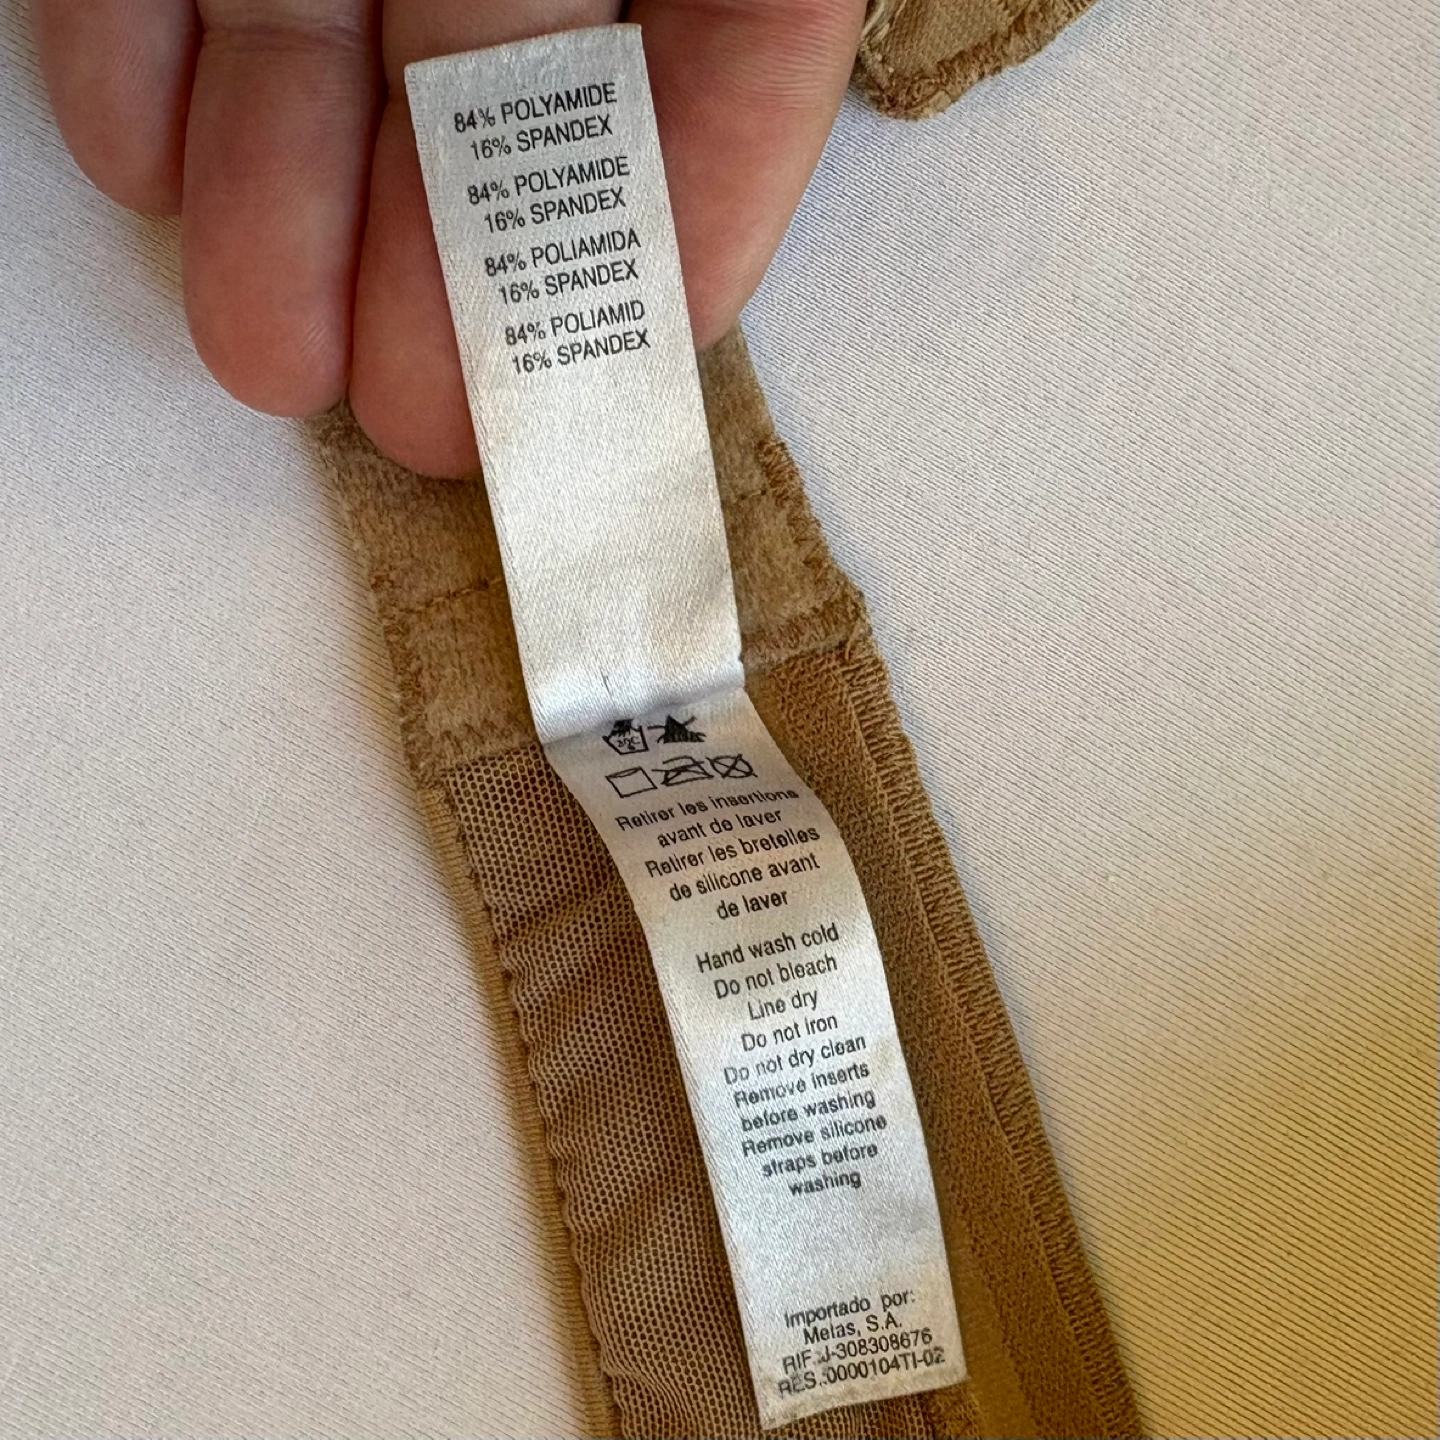 84% POLYAMIDE
16% SPANDEX
84% POLYAMIDE
16% SPANDEX
84% POLIAMIDA
16% SPANDEX
84% POLIAMID
16% SPANDEX
Retirer les insertions
avant de laver
Retirer les bretelles
de silicone avant
de laver
Hand wash cold
Do not bleach
Line dry
Do not iron
Do not dry clean
Remove inserts
before washing
Remove silicone
straps before
washing
Importado por:
Melas, S.A.
RIF.:J-308308676
RES.:0000104TI-02